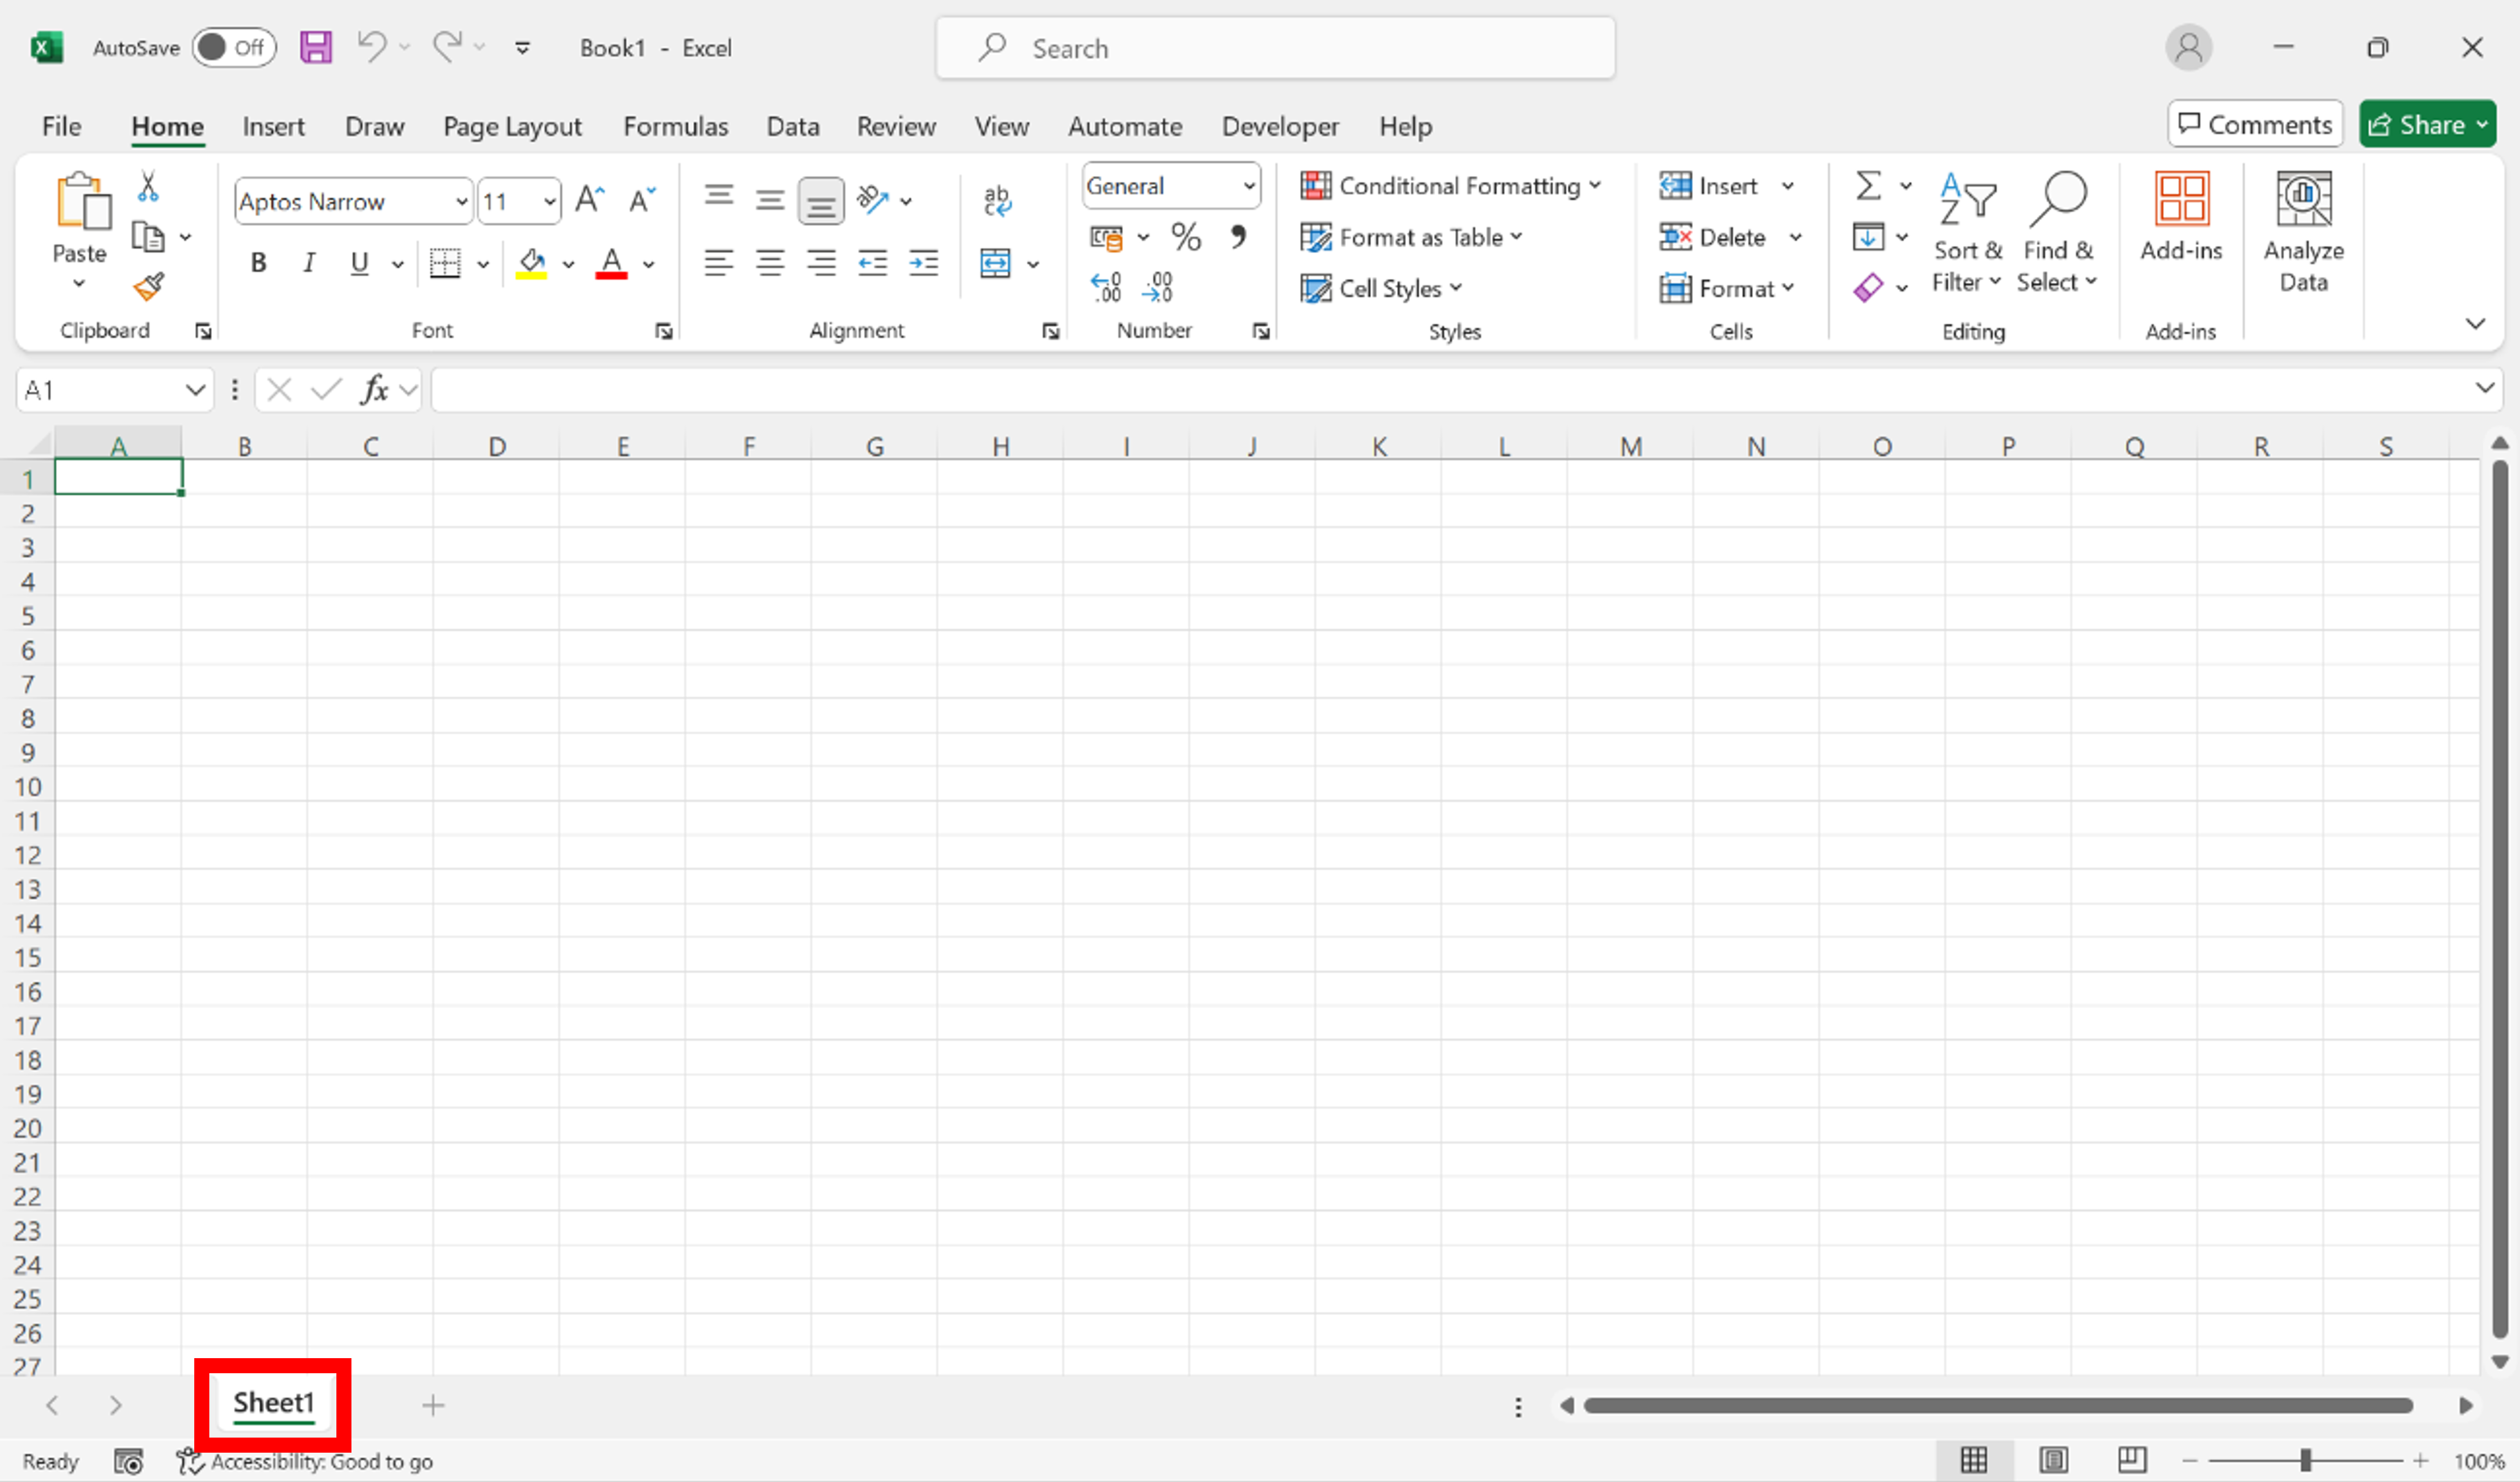 AutoSave Off Book1 - Excel Search
File Home Insert Draw Page Layout Formulas Data Review View Automate Developer Help Comments Share
Paste
Clipboard
Aptos Narrow 11
B I U A
Font
ab
c
Alignment
General
% ,
.00 .00
Number
Conditional Formatting
Format as Table
Cell Styles
Styles
Insert
Delete
Format
Cells
Σ
Sort &
Filter
Find &
Select
Editing
Add-ins
Add-ins
Analyze
Data
A1 fx
A B C D E F G H I J K L M N O P Q R S
1
2
3
4
5
6
7
8
9
10
11
12
13
14
15
16
17
18
19
20
21
22
23
24
25
26
27
Sheet1 +
Ready Accessibility: Good to go 100%